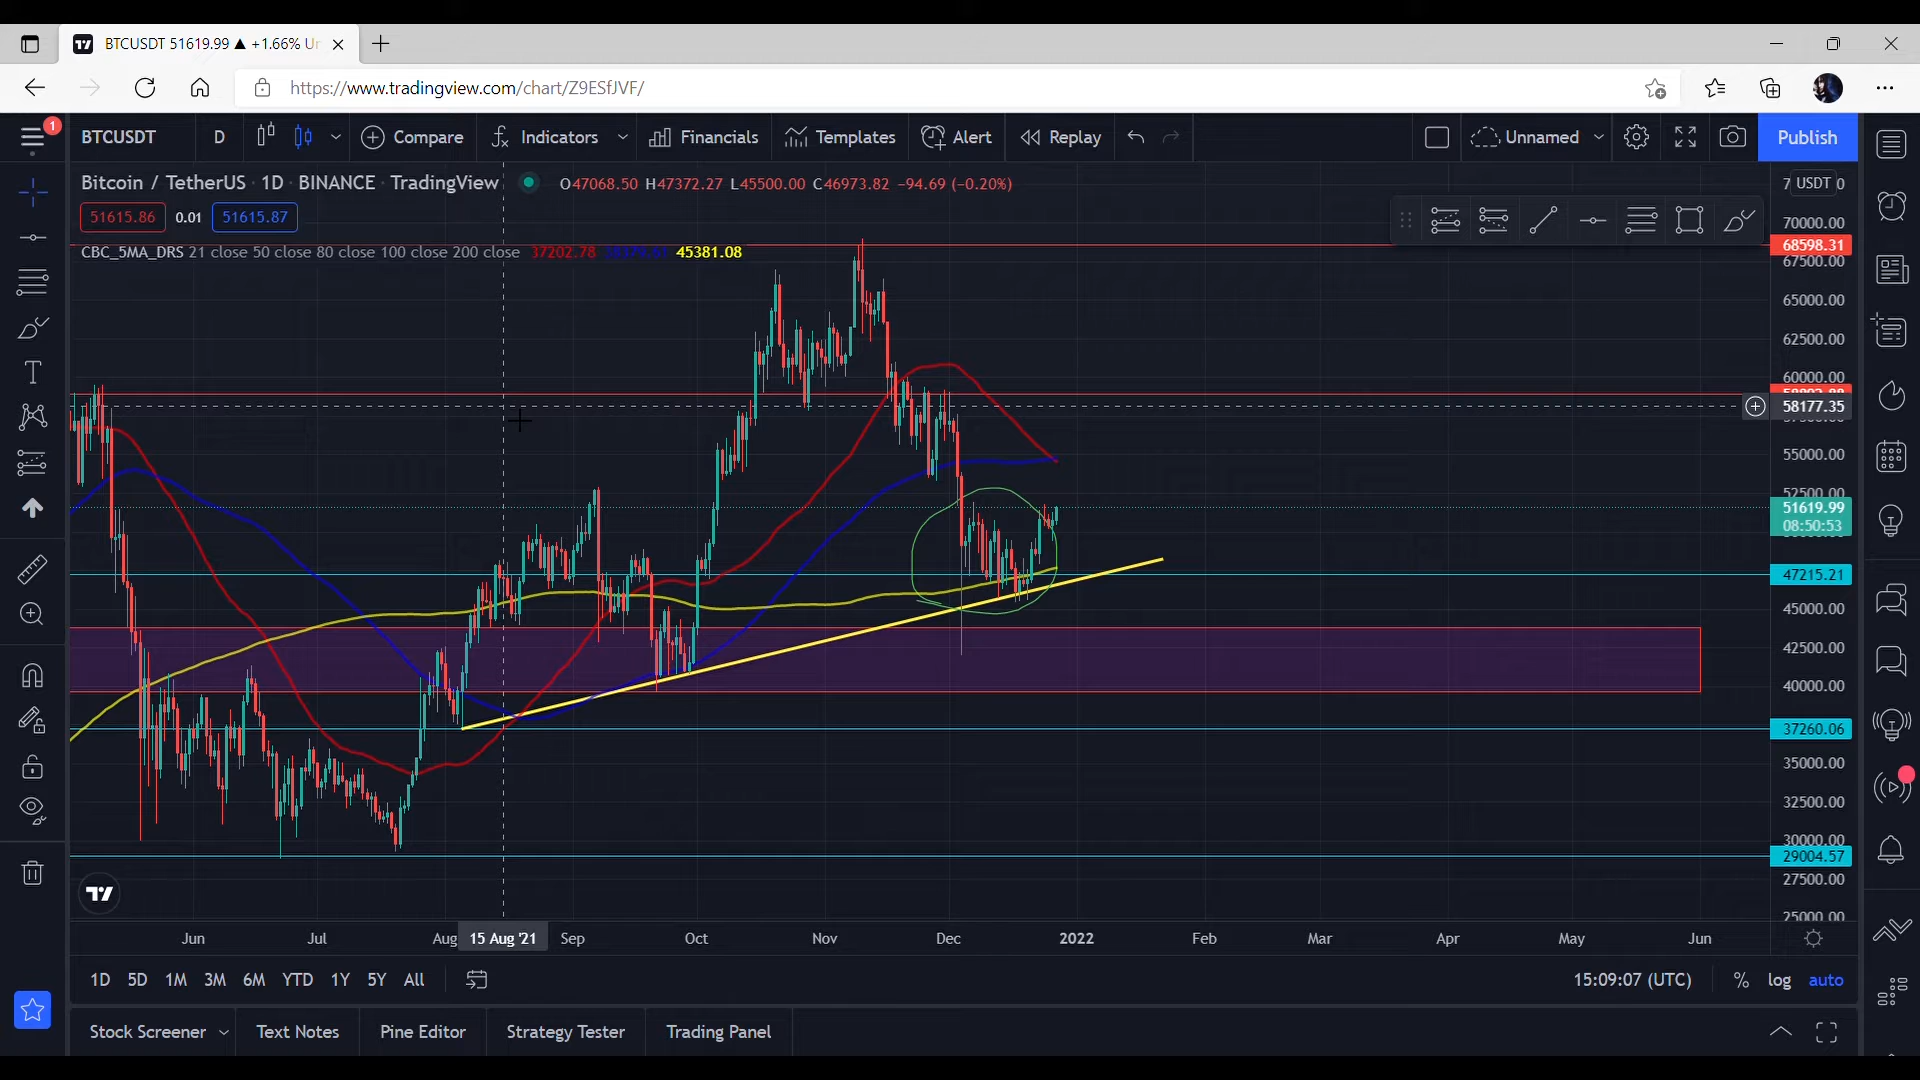 BTCUSDT 51619.99 ▲ +1.66% Un
https://www.tradingview.com/chart/Z9ESfJVF/
1
BTCUSDT D Compare Indicators Financials Templates Alert Replay Unnamed Publish
Bitcoin / TetherUS · 1D · BINANCE · TradingView O47068.50 H47372.27 L45500.00 C46973.82 −94.69 (−0.20%)
51615.86 0.01 51615.87
CBC_5MA_DRS 21 close 50 close 80 close 100 close 200 close 37202.78 45381.08
USDT
70000.00
68598.31
67500.00
65000.00
62500.00
60000.00
58177.35
55000.00
52500.00
51619.99
08:50:53
47215.21
45000.00
42500.00
40000.00
37260.06
35000.00
32500.00
30000.00
29004.57
27500.00
25000.00
Jun Jul Aug 15 Aug '21 Sep Oct Nov Dec 2022 Feb Mar Apr May Jun
1D 5D 1M 3M 6M YTD 1Y 5Y All 15:09:07 (UTC) % log auto
Stock Screener Text Notes Pine Editor Strategy Tester Trading Panel